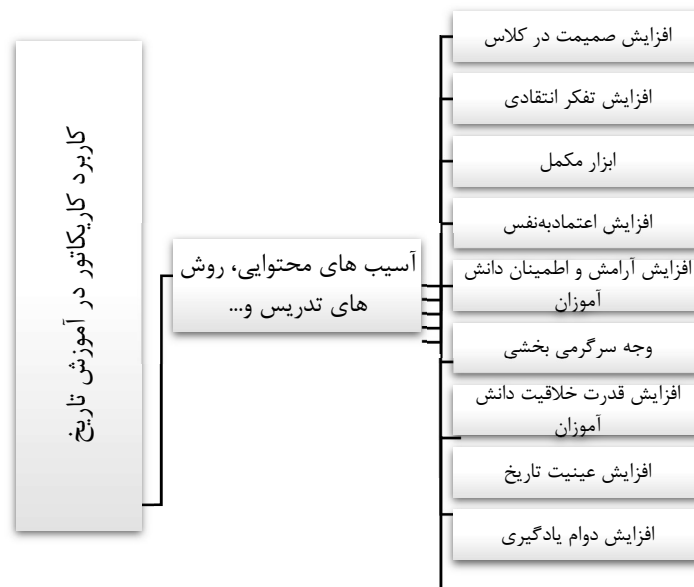 کاربرد کاریکاتور در آموزش تاریخ
آسیب های محتوایی، روش
های تدریس و...
افزایش صمیمت در کلاس
افزایش تفکر انتقادی
ابزار مکمل
افزایش اعتمادبه‌نفس
افزایش آرامش و اطمینان دانش
آموزان
وجه سرگرمی بخشی
افزایش قدرت خلاقیت دانش
آموزان
افزایش عینیت تاریخ
افزایش دوام یادگیری